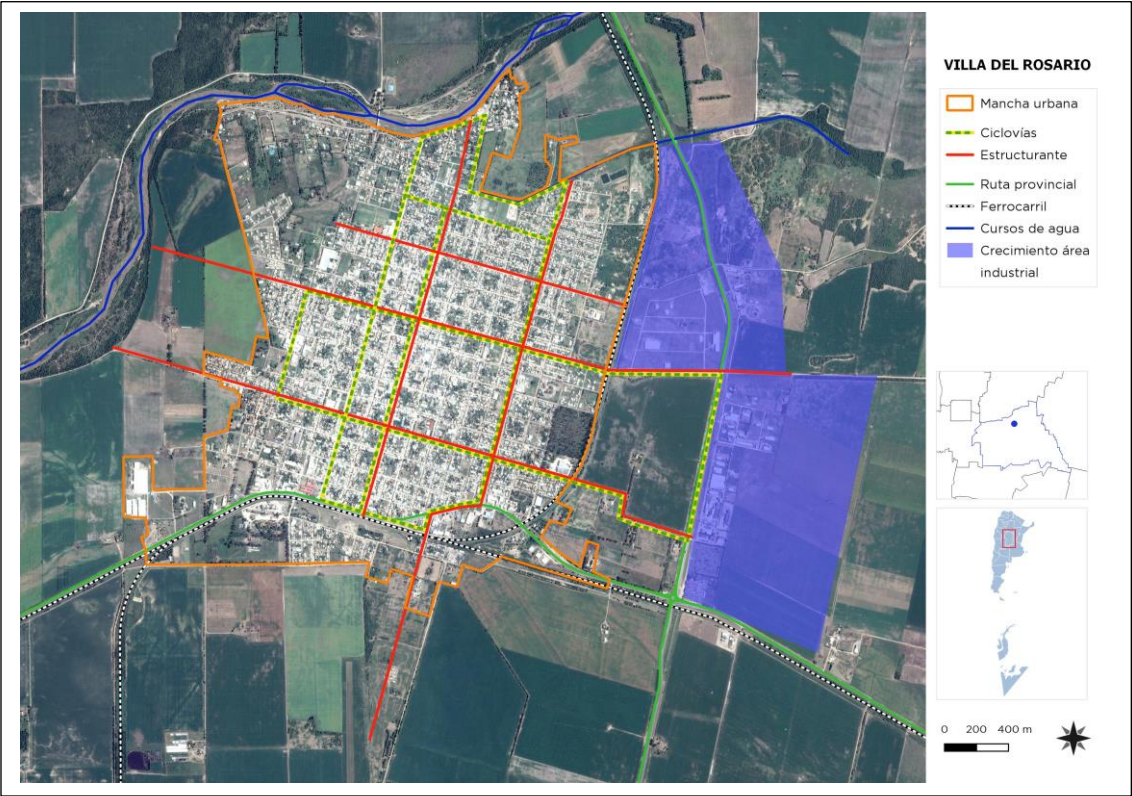 VILLA DEL ROSARIO
Mancha urbana
Ciclovías
Estructurante
Ruta provincial
Ferrocarril
Cursos de agua
Crecimiento área
industrial
0 200 400 m